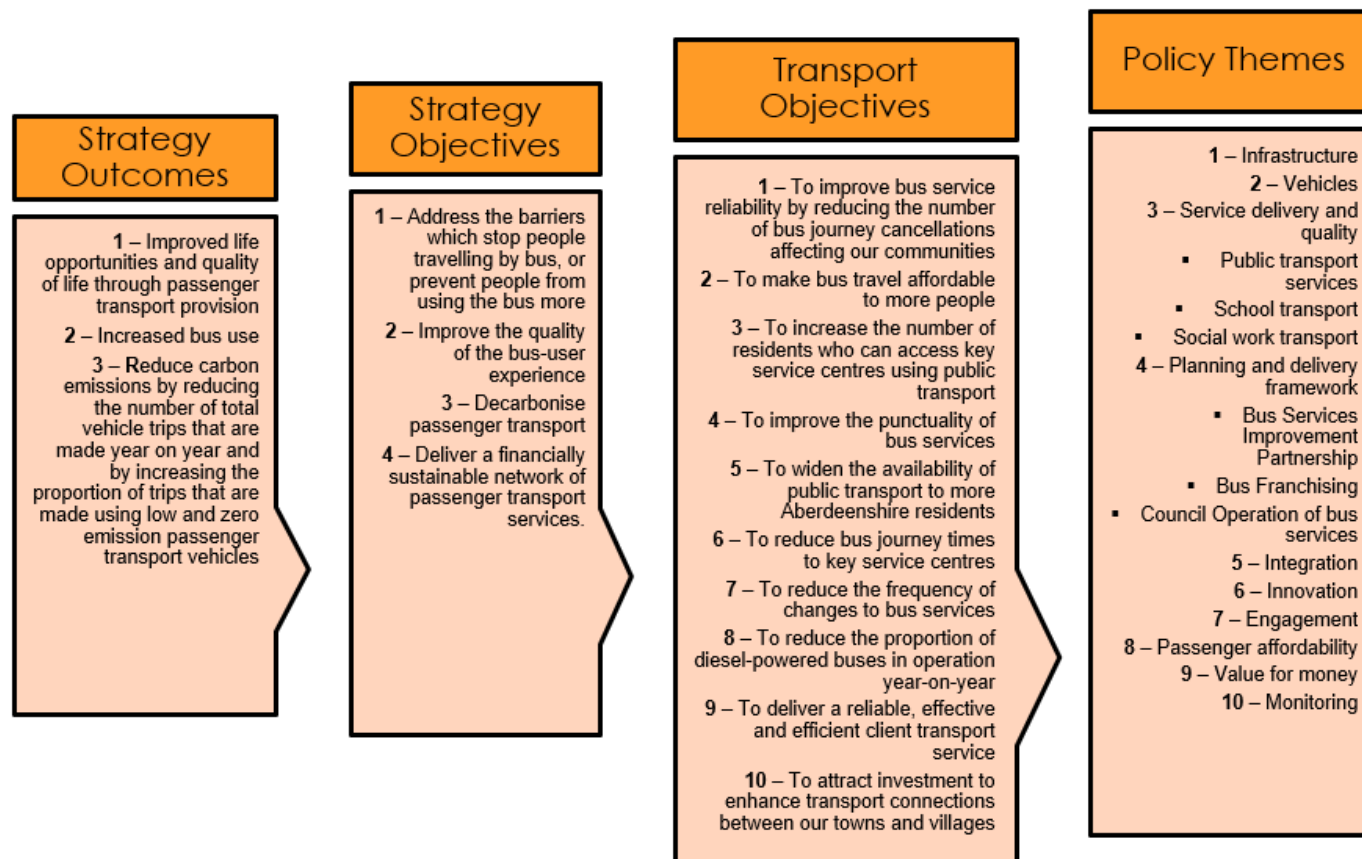 Strategy
Outcomes
1 – Improved life
opportunities and quality
of life through passenger
transport provision
2 – Increased bus use
3 – Reduce carbon
emissions by reducing
the number of total
vehicle trips that are
made year on year and
by increasing the
proportion of trips that are
made using low and zero
emission passenger
transport vehicles
Strategy
Objectives
1 – Address the barriers
which stop people
travelling by bus, or
prevent people from
using the bus more
2 – Improve the quality
of the bus-user
experience
3 – Decarbonise
passenger transport
4 – Deliver a financially
sustainable network of
passenger transport
services.
Transport
Objectives
1 – To improve bus service
reliability by reducing the number
of bus journey cancellations
affecting our communities
2 – To make bus travel affordable
to more people
3 – To increase the number of
residents who can access key
service centres using public
transport
4 – To improve the punctuality of
bus services
5 – To widen the availability of
public transport to more
Aberdeenshire residents
6 – To reduce bus journey times
to key service centres
7 – To reduce the frequency of
changes to bus services
8 – To reduce the proportion of
diesel-powered buses in operation
year-on-year
9 – To deliver a reliable, effective
and efficient client transport
service
10 – To attract investment to
enhance transport connections
between our towns and villages
Policy Themes
1 – Infrastructure
2 – Vehicles
3 – Service delivery and
quality
▪ Public transport
services
▪ School transport
▪ Social work transport
4 – Planning and delivery
framework
▪ Bus Services
Improvement
Partnership
▪ Bus Franchising
▪ Council Operation of bus
services
5 – Integration
6 – Innovation
7 – Engagement
8 – Passenger affordability
9 – Value for money
10 – Monitoring